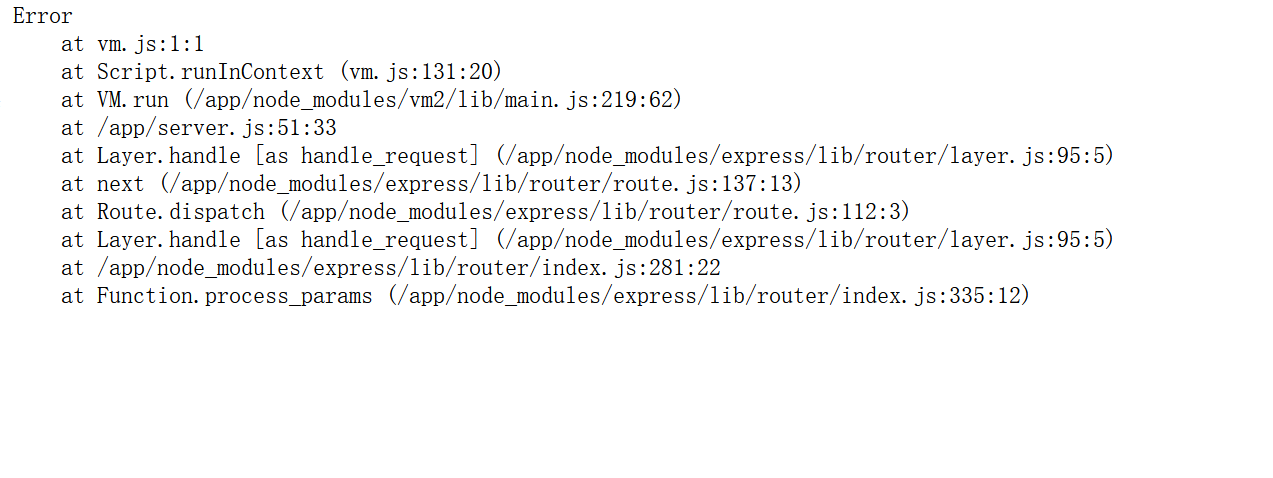 Error
    at vm.js:1:1
    at Script.runInContext (vm.js:131:20)
    at VM.run (/app/node_modules/vm2/lib/main.js:219:62)
    at /app/server.js:51:33
    at Layer.handle [as handle_request] (/app/node_modules/express/lib/router/layer.js:95:5)
    at next (/app/node_modules/express/lib/router/route.js:137:13)
    at Route.dispatch (/app/node_modules/express/lib/router/route.js:112:3)
    at Layer.handle [as handle_request] (/app/node_modules/express/lib/router/layer.js:95:5)
    at /app/node_modules/express/lib/router/index.js:281:22
    at Function.process_params (/app/node_modules/express/lib/router/index.js:335:12)